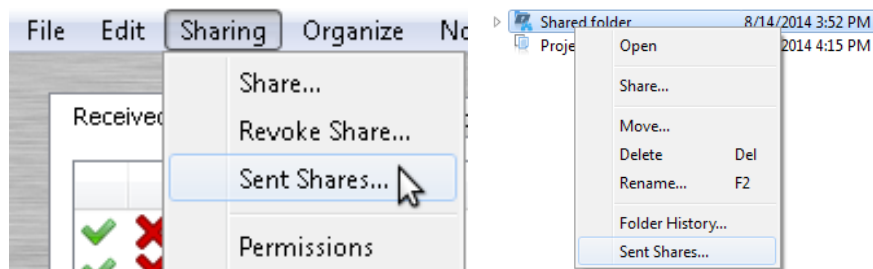 File Edit Sharing Organize
Share...
Received
Revoke Share...
Sent Shares...
Permissions
Shared folder 8/14/2014 3:52 PM
2014 4:15 PM
Open
Share...
Move...
Delete Del
Rename... F2
Folder History...
Sent Shares...